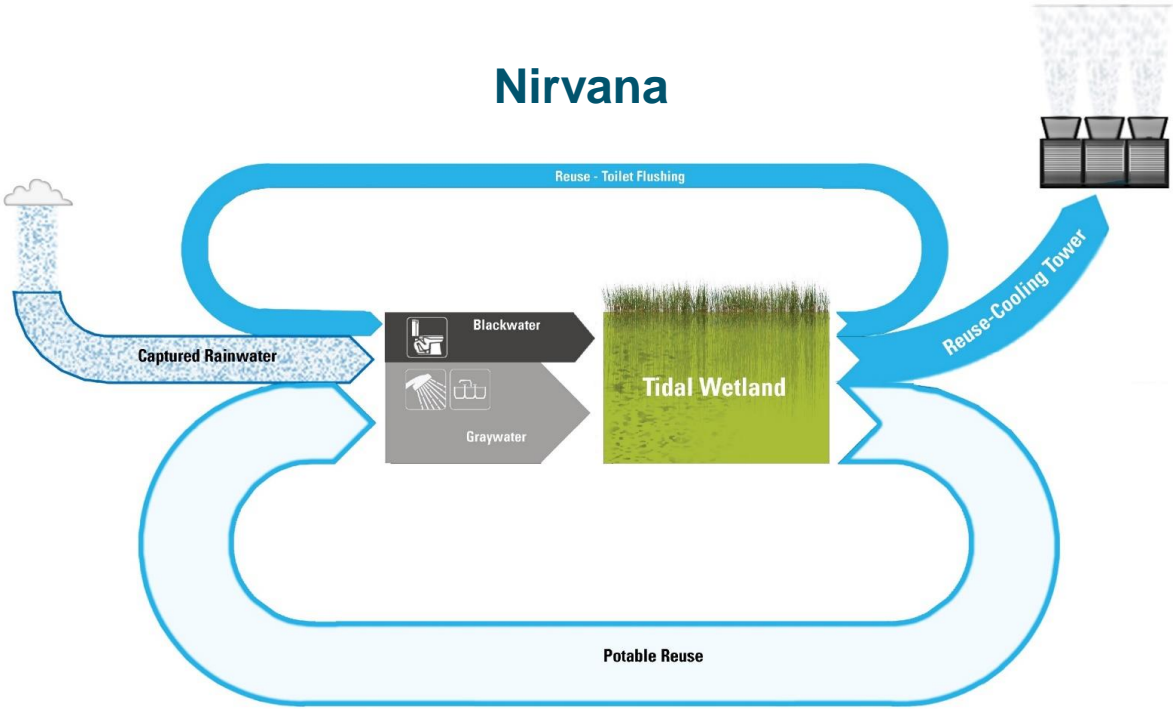 Nirvana
Reuse - Toilet Flushing
Reuse-Cooling Tower
Blackwater
Captured Rainwater
Tidal Wetland
Graywater
Potable Reuse